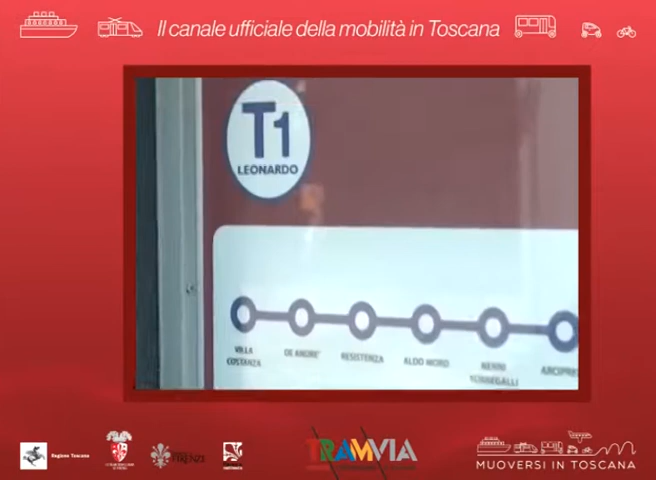 Il canale ufficiale della mobilità in Toscana
T1
LEONARDO
VILLA
COSTANZA
DE ANDRE'
RESISTENZA
ALDO MORO
NENNI
TORREGALLI
Regione Toscana
FIRENZE
TRAMVIA
MUOVERSI IN TOSCANA